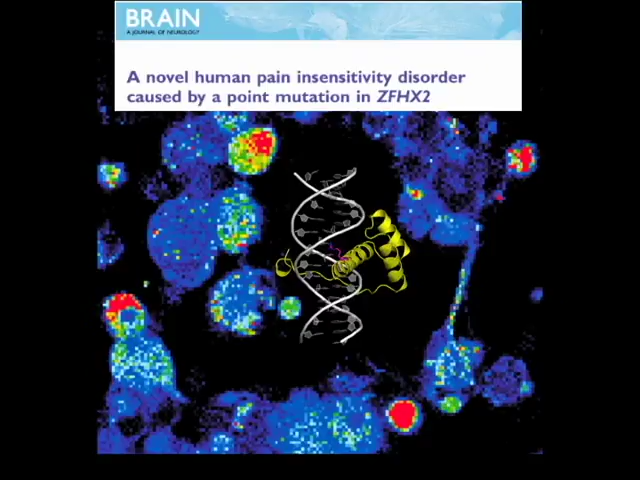 BRAIN
A JOURNAL OF NEUROLOGY
A novel human pain insensitivity disorder
caused by a point mutation in ZFHX2